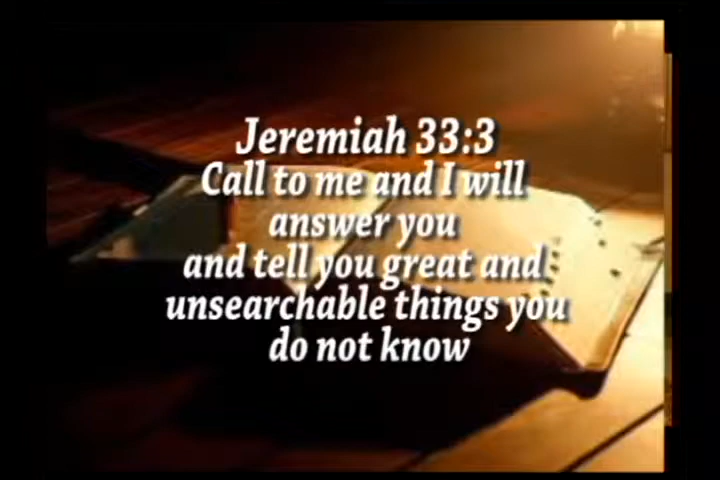 Jeremiah 33:3
Call to me and I will
answer you
and tell you great and
unsearchable things you
do not know